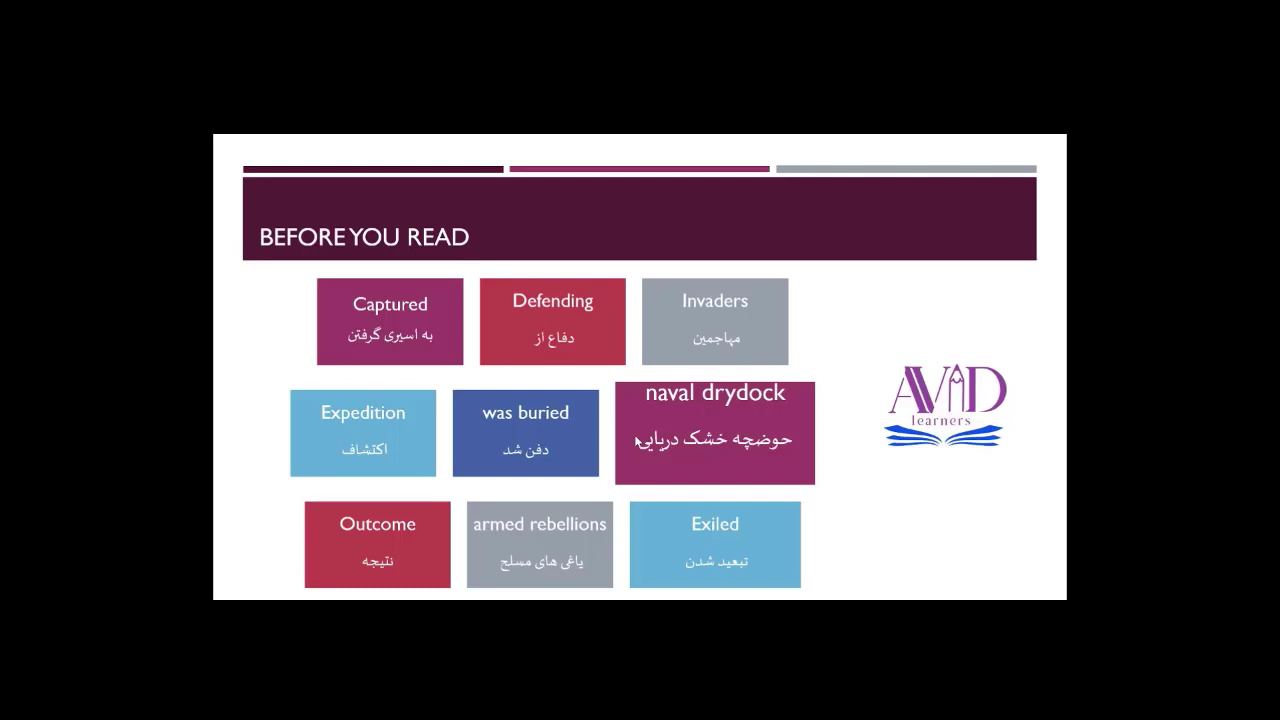 BEFORE YOU READ
Captured
به اسیری گرفتن
Defending
دفاع از
Invaders
مهاجمین
Expedition
اکتشاف
was buried
دفن شد
naval drydock
حوضچه خشک دریایی
AVID
learners
Outcome
نتیجه
armed rebellions
یاغی های مسلح
Exiled
تبعید شدن